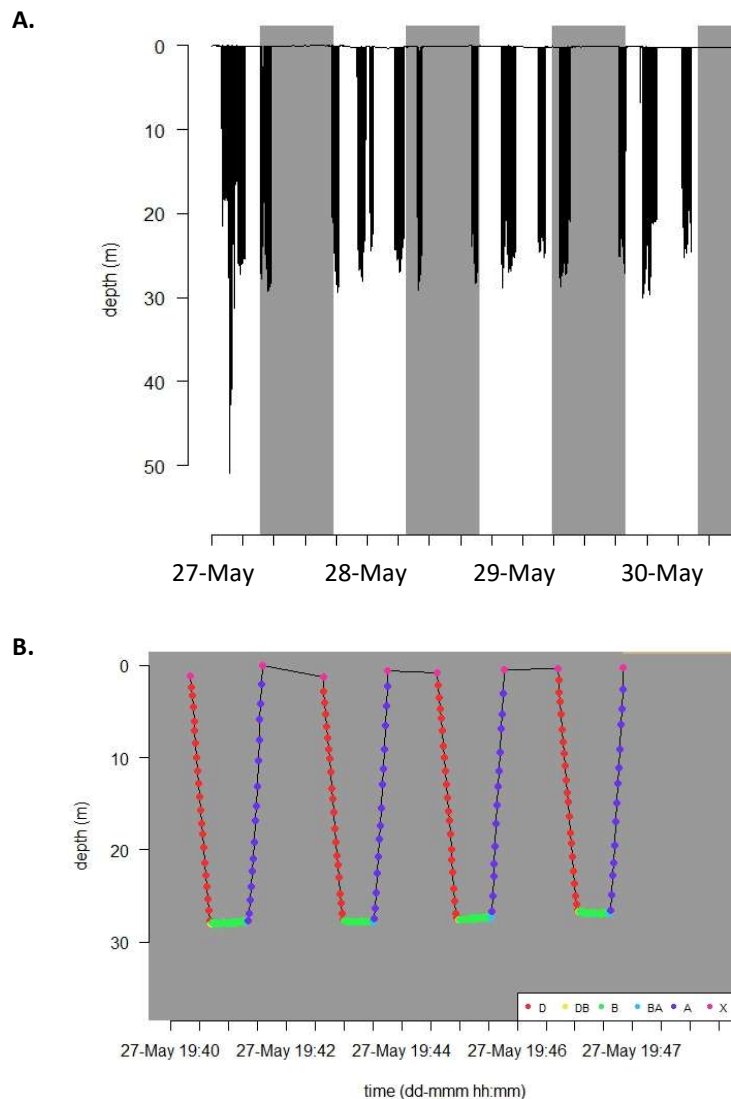 A.
0
10
20
30
40
50
depth (m)
27-May 28-May 29-May 30-May
B.
0
10
20
30
depth (m)
D DB B BA A X
27-May 19:40 27-May 19:42 27-May 19:44 27-May 19:46 27-May 19:47
time (dd-mmm hh:mm)